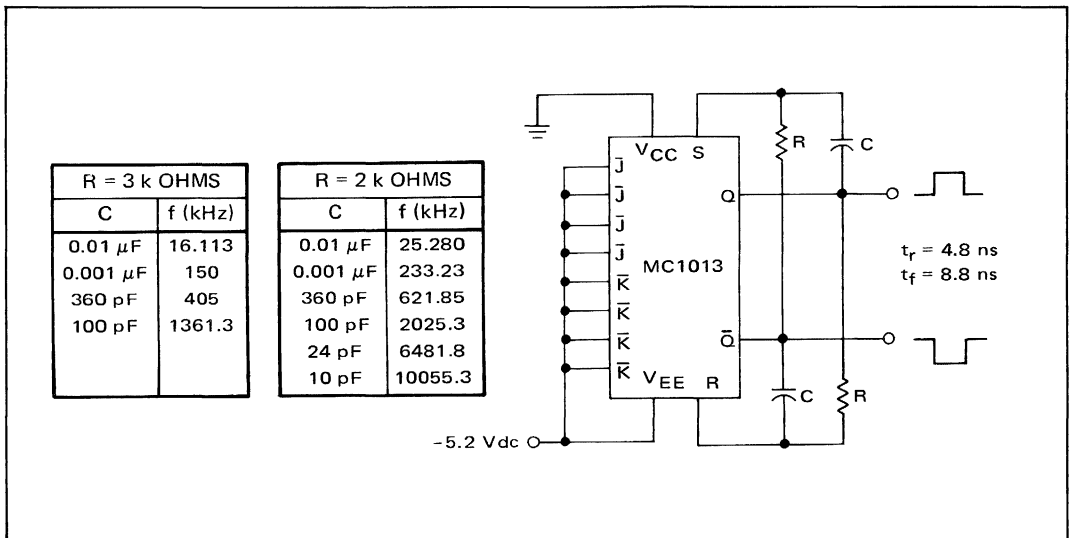 R = 3 k OHMS
C f (kHz)
0.01 μF 16.113
0.001 μF 150
360 pF 405
100 pF 1361.3
R = 2 k OHMS
C f (kHz)
0.01 μF 25.280
0.001 μF 233.23
360 pF 621.85
100 pF 2025.3
24 pF 6481.8
10 pF 10055.3
VCC S
J̅
J̅
J̅
J̅
K̅
K̅
K̅
K̅
MC1013
Q
Q̅
VEE R
R
C
C
R
-5.2 Vdc
tr = 4.8 ns
tf = 8.8 ns